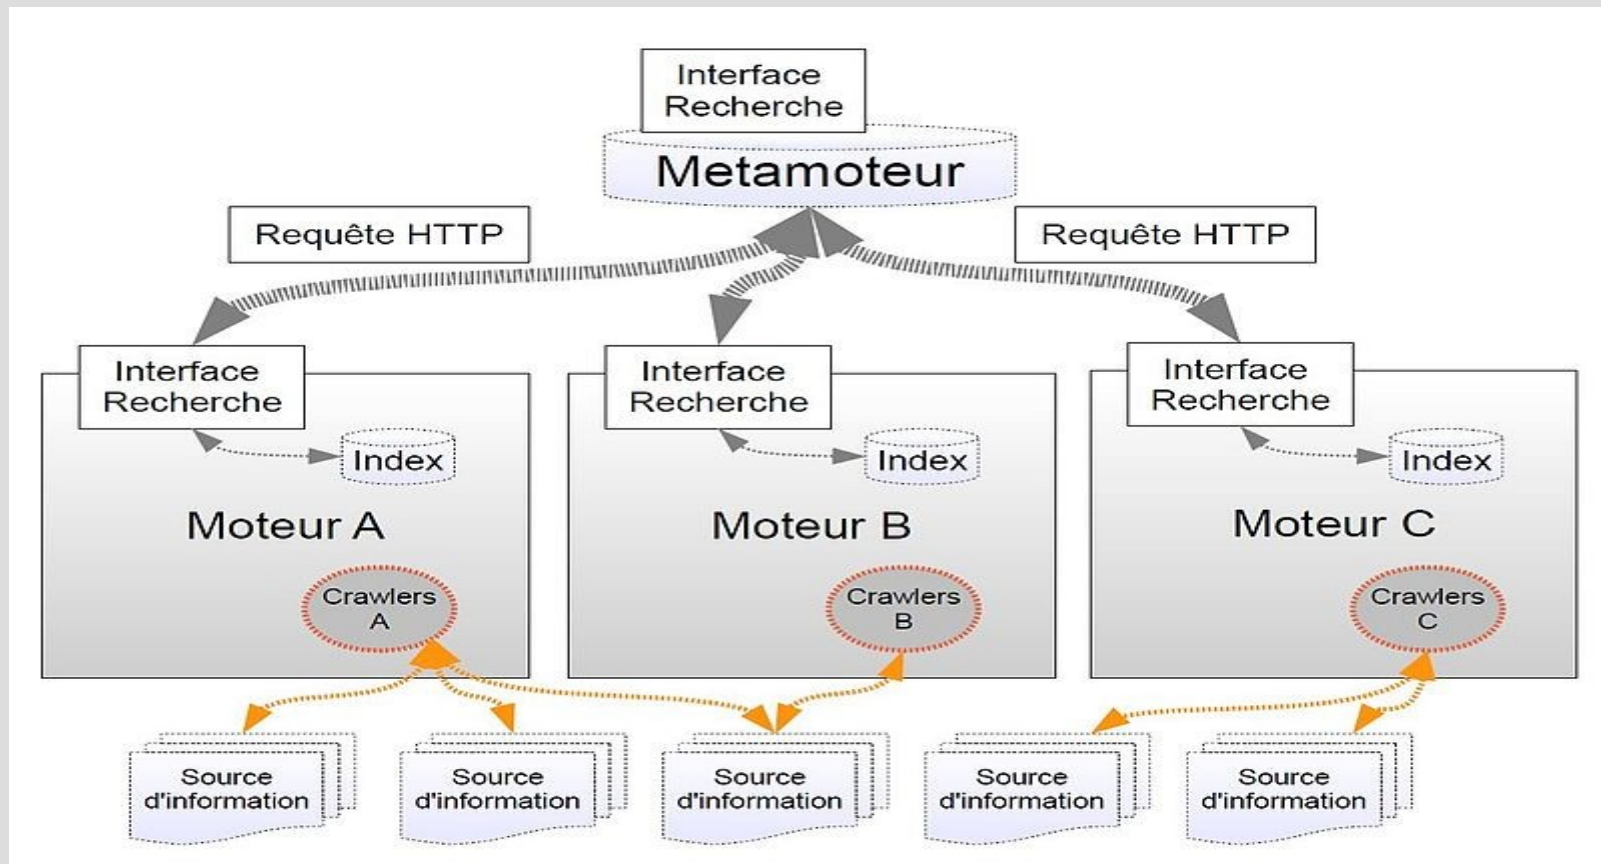 Interface
Recherche
Metamoteur
Requête HTTP
Requête HTTP
Interface
Recherche
Interface
Recherche
Interface
Recherche
Index
Index
Index
Moteur A
Moteur B
Moteur C
Crawlers
A
Crawlers
B
Crawlers
C
Source
d'information
Source
d'information
Source
d'information
Source
d'information
Source
d'information